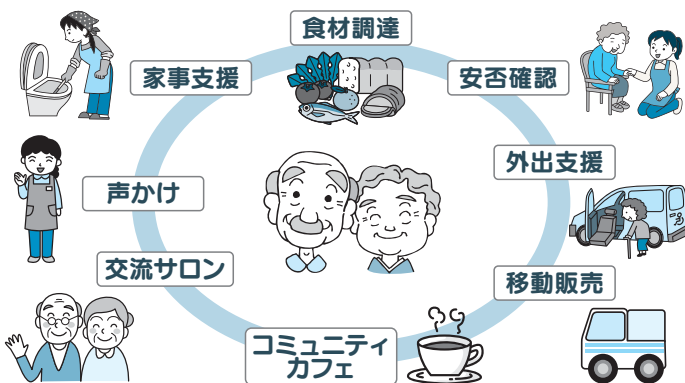 食材調達
家事支援
安否確認
声かけ
外出支援
交流サロン
移動販売
コミュニティ
カフェ